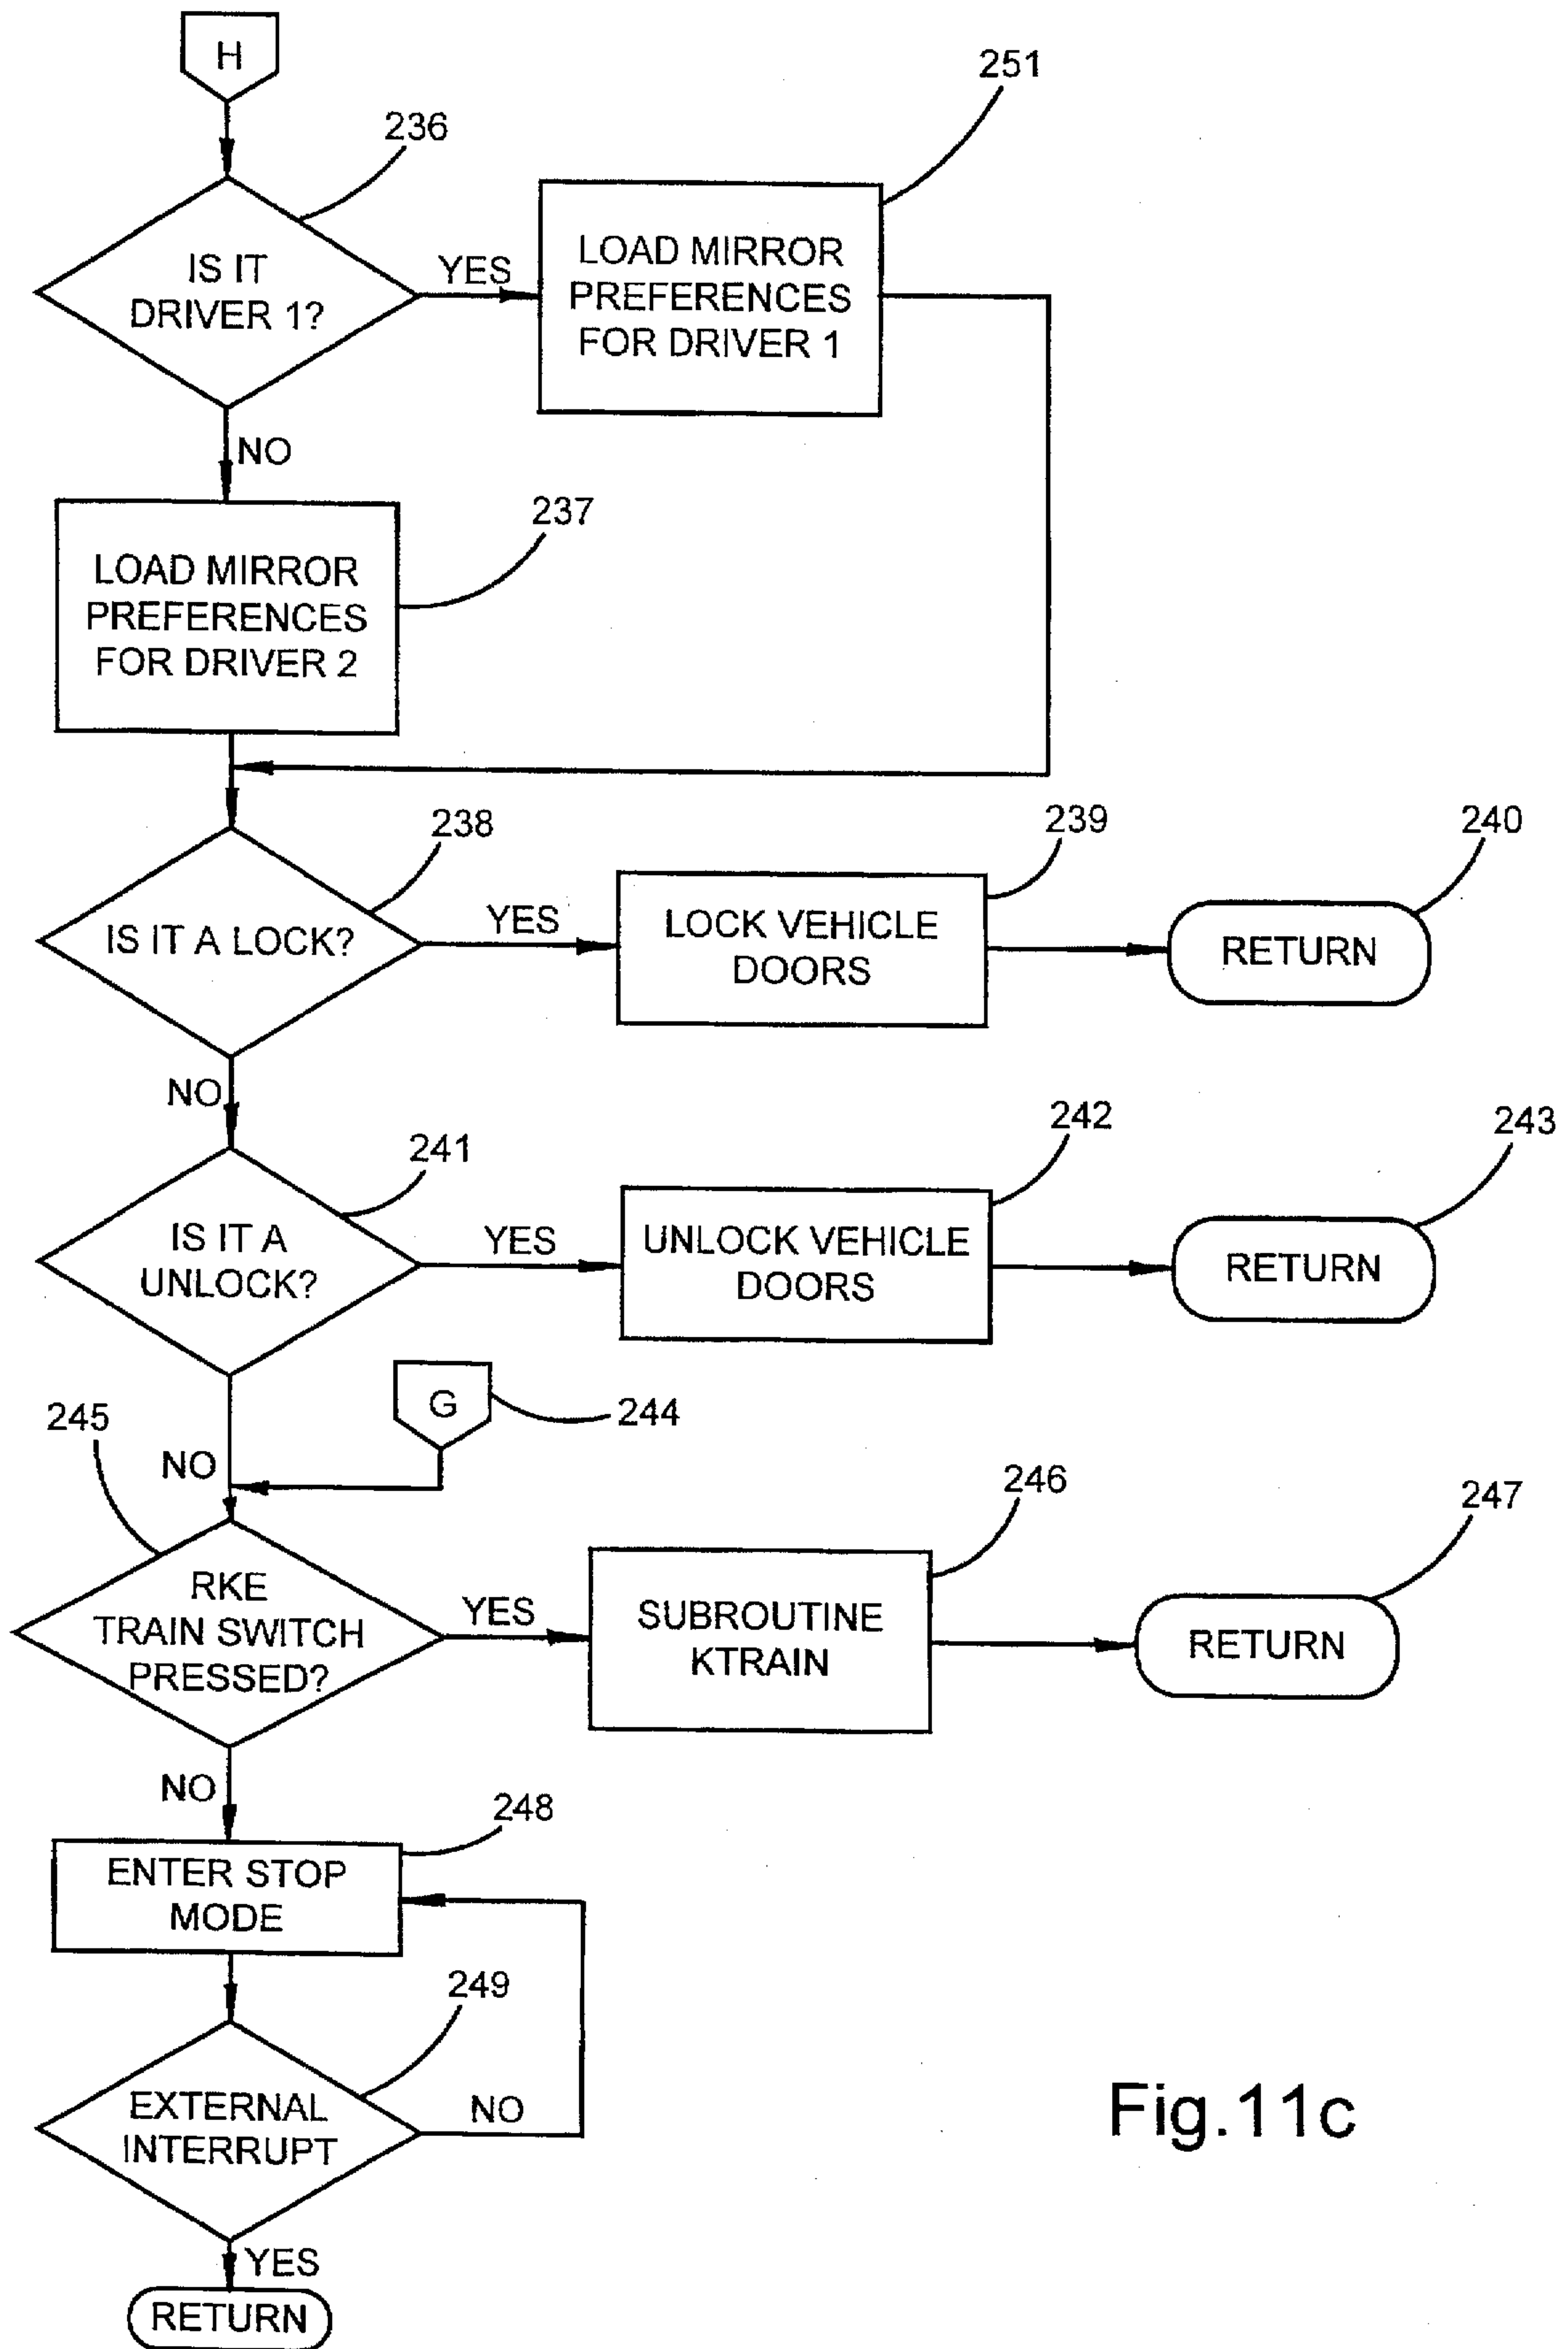 H
251
236
IS IT
DRIVER 1?
YES
LOAD MIRROR
PREFERENCES
FOR DRIVER 1
NO
237
LOAD MIRROR
PREFERENCES
FOR DRIVER 2
238
239
240
IS IT A LOCK?
YES
LOCK VEHICLE
DOORS
RETURN
NO
241
242
243
IS IT A
UNLOCK?
YES
UNLOCK VEHICLE
DOORS
RETURN
G
244
245
NO
246
247
RKE
TRAIN SWITCH
PRESSED?
YES
SUBROUTINE
KTRAIN
RETURN
NO
248
ENTER STOP
MODE
249
EXTERNAL
INTERRUPT
NO
YES
RETURN
Fig.11c